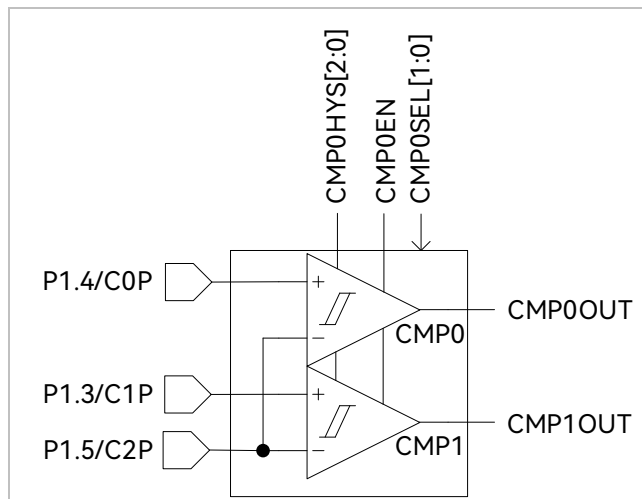 CMP0HYS[2:0]
CMP0EN
CMP0SEL[1:0]
P1.4/C0P
+
−
CMP0
CMP0OUT
P1.3/C1P
+
P1.5/C2P
−
CMP1
CMP1OUT